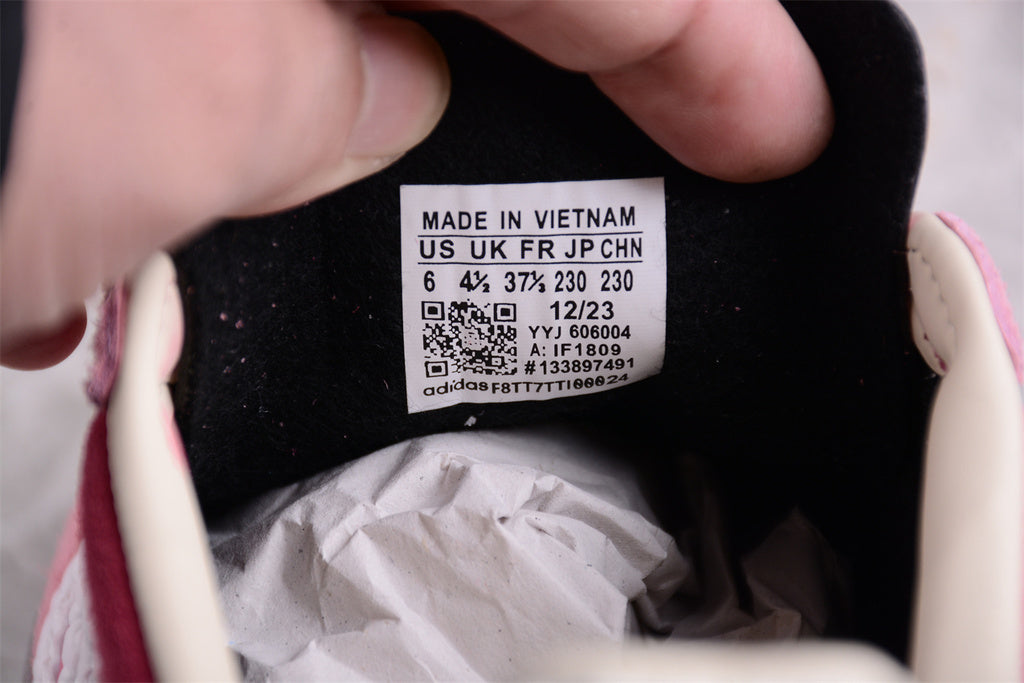 MADE IN VIETNAM
US UK FR JP CHN
6 4½ 37⅓ 230 230
12/23
YYJ 606004
A: IF1809
#133897491
adidas F8TT7TTI00024